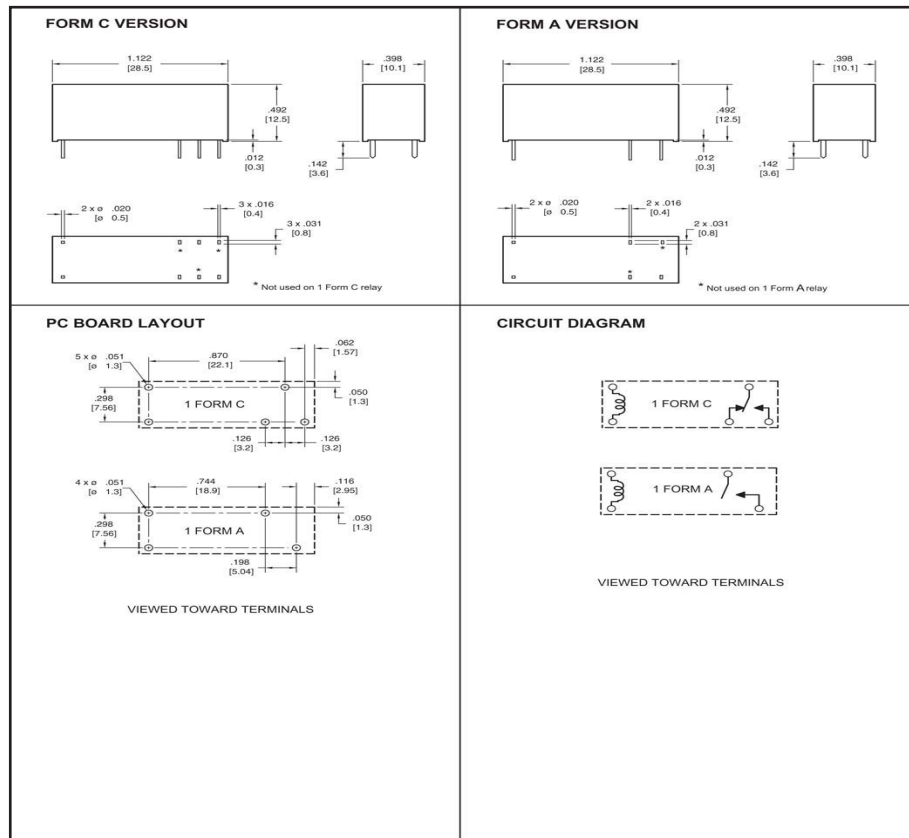 FORM C VERSION
1.122
[28.5]
.398
[10.1]
.492
[12.5]
.012
[0.3]
.142
[3.6]
2 x ø .020
[ø 0.5]
3 x .016
[0.4]
3 x .031
[0.8]
*
*
*
* Not used on 1 Form C relay
FORM A VERSION
1.122
[28.5]
.398
[10.1]
.492
[12.5]
.012
[0.3]
.142
[3.6]
2 x ø .020
[ø 0.5]
2 x .016
[0.4]
2 x .031
[0.8]
*
*
* Not used on 1 Form A relay
PC BOARD LAYOUT
5 x ø .051
[ø 1.3]
.870
[22.1]
.062
[1.57]
.298
[7.56]
1 FORM C
.050
[1.3]
.126
[3.2]
.126
[3.2]
4 x ø .051
[ø 1.3]
.744
[18.9]
.116
[2.95]
.298
[7.56]
1 FORM A
.050
[1.3]
.198
[5.04]
VIEWED TOWARD TERMINALS
CIRCUIT DIAGRAM
1 FORM C
1 FORM A
VIEWED TOWARD TERMINALS